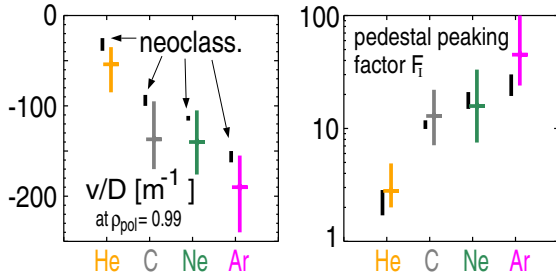 0
neoclass.
-100
-200
v/D [m⁻¹]
at ρpol = 0.99
He C Ne Ar
100
pedestal peaking
factor FI
10
1
He C Ne Ar